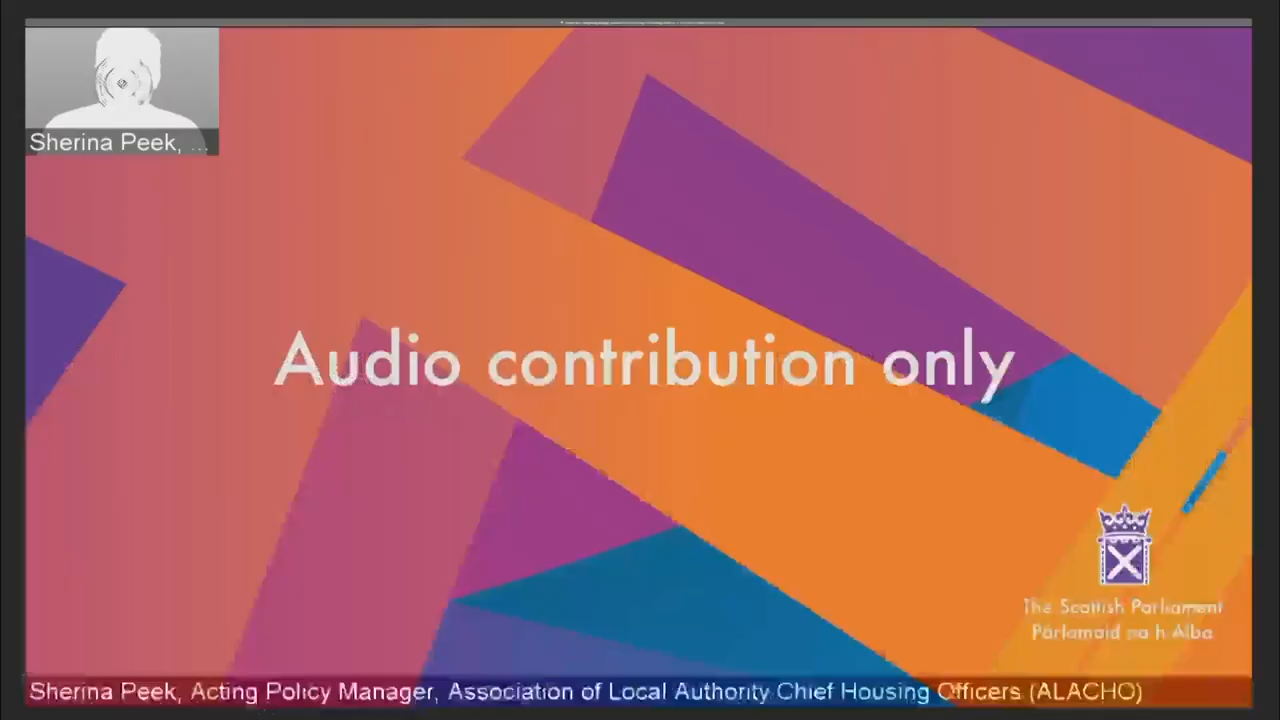 Sherina Peek, ...
Audio contribution only
The Scottish Parliament
Pàrlamaid na h-Alba
Sherina Peek, Acting Policy Manager, Association of Local Authority Chief Housing Officers (ALACHO)